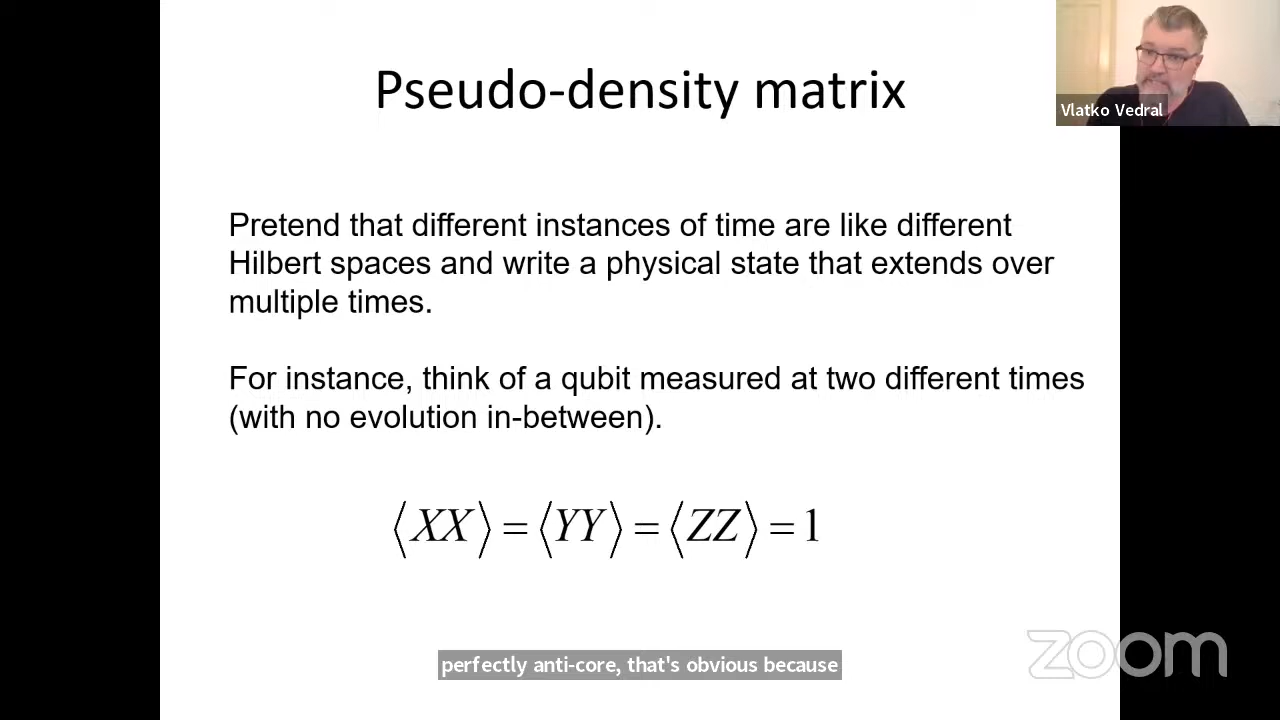 Pseudo-density matrix
Vlatko Vedral
Pretend that different instances of time are like different
Hilbert spaces and write a physical state that extends over
multiple times.
For instance, think of a qubit measured at two different times
(with no evolution in-between).
⟨XX⟩ = ⟨YY⟩ = ⟨ZZ⟩ = 1
zoom
perfectly anti-core, that's obvious because